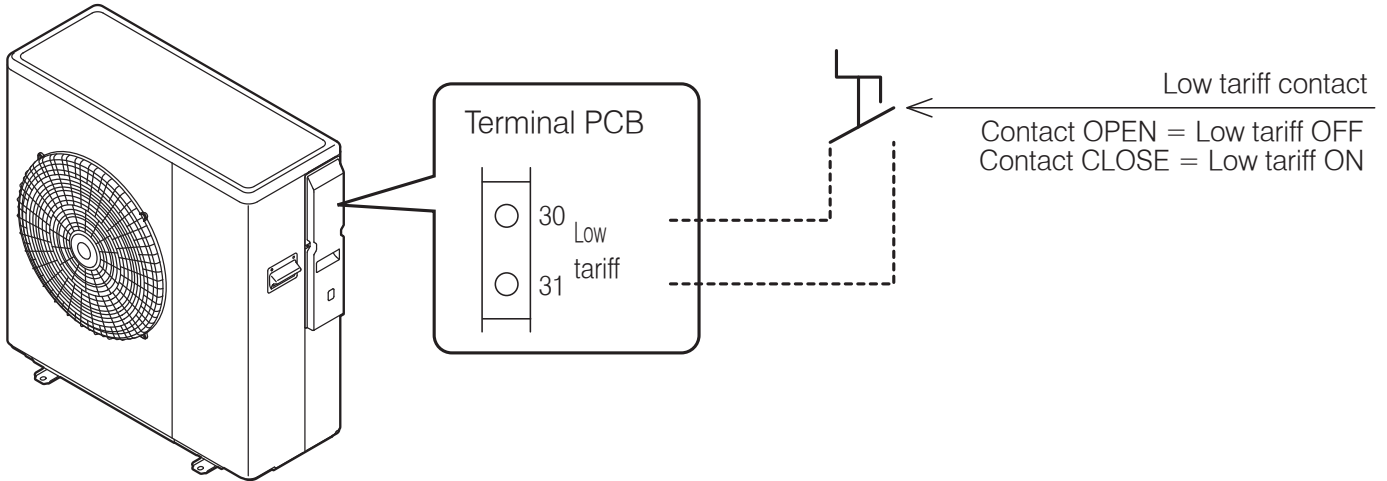 Terminal PCB
30
Low
tariff
31
Low tariff contact
Contact OPEN = Low tariff OFF
Contact CLOSE = Low tariff ON